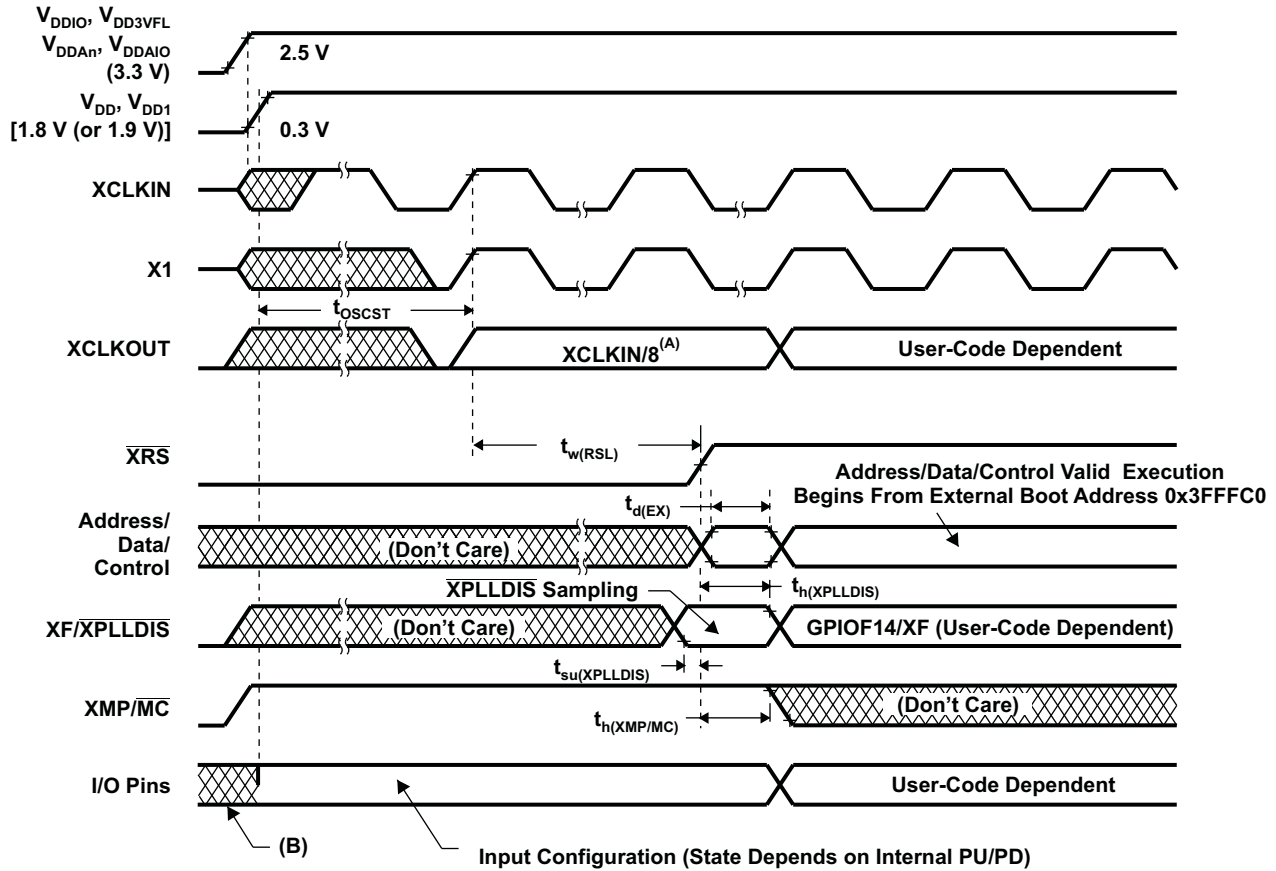 VDDIO, VDD3VFL
VDDAn, VDDAIO
(3.3 V)
2.5 V
VDD, VDD1
[1.8 V (or 1.9 V)]
0.3 V
XCLKIN
X1
tOSCST
XCLKOUT
XCLKIN/8(A)
User-Code Dependent
XRS
tw(RSL)
Address/Data/Control Valid Execution
Begins From External Boot Address 0x3FFFC0
td(EX)
Address/
Data/
Control
(Don't Care)
XPLLDIS Sampling
th(XPLLDIS)
XF/XPLLDIS
(Don't Care)
GPIOF14/XF (User-Code Dependent)
tsu(XPLLDIS)
XMP/MC
(Don't Care)
th(XMP/MC)
I/O Pins
User-Code Dependent
(B)
Input Configuration (State Depends on Internal PU/PD)